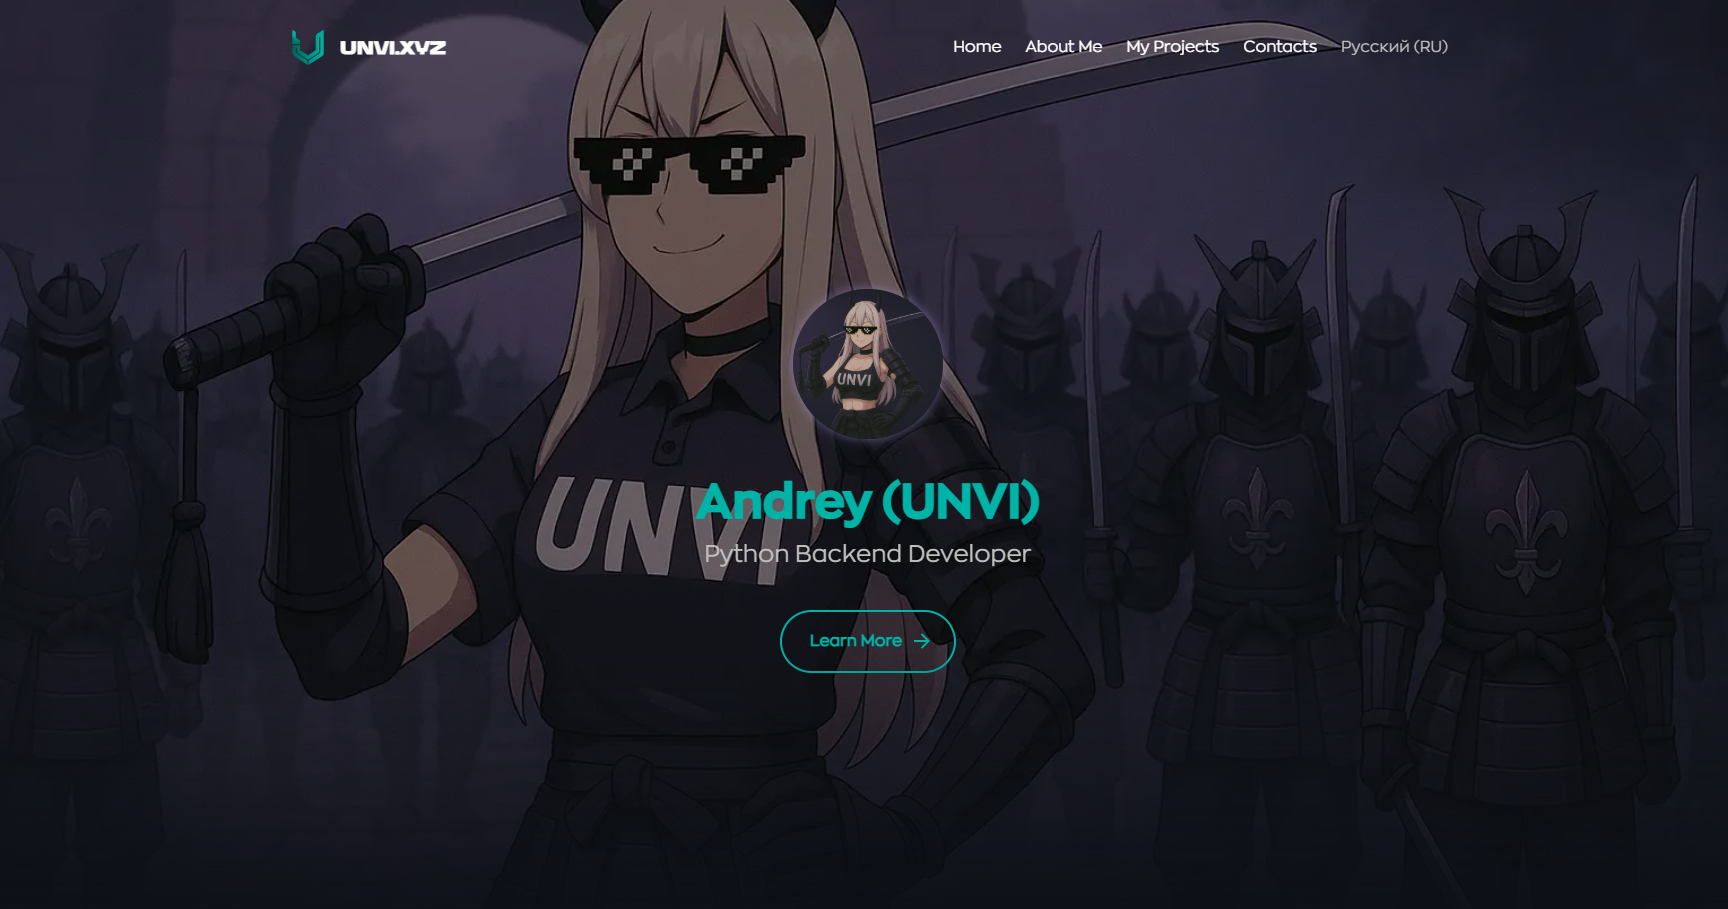 UNVI.XYZ
Home
About Me
My Projects
Contacts
Русский (RU)
UNVI
UNVI
Andrey (UNVI)
Python Backend Developer
Learn More →